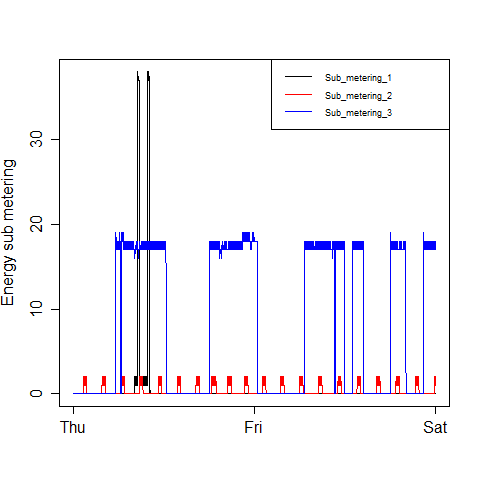 Sub_metering_1
Sub_metering_2
Sub_metering_3
Energy sub metering
30
20
10
0
Thu Fri Sat